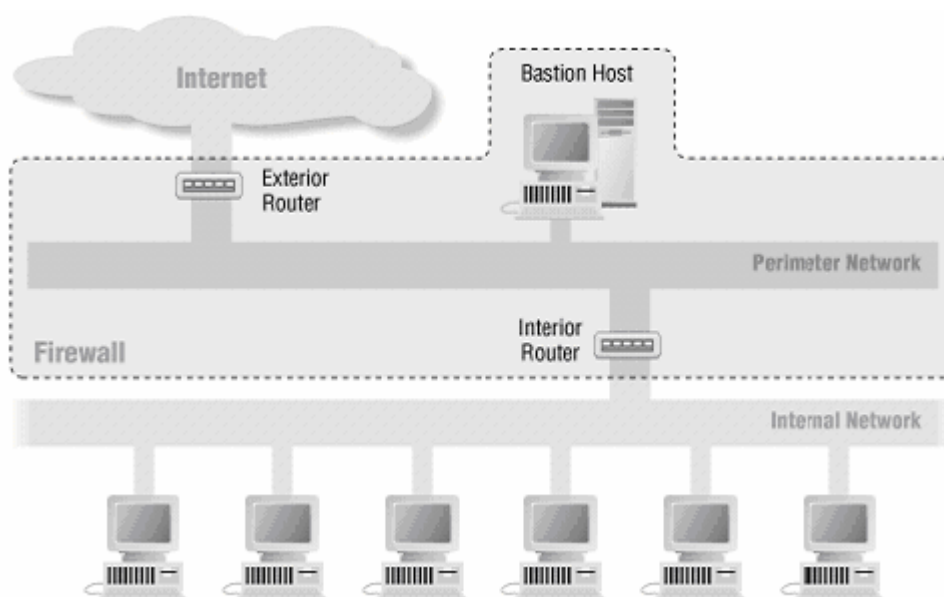 Internet
Bastion Host
Exterior
Router
Perimeter Network
Interior
Router
Firewall
Internal Network